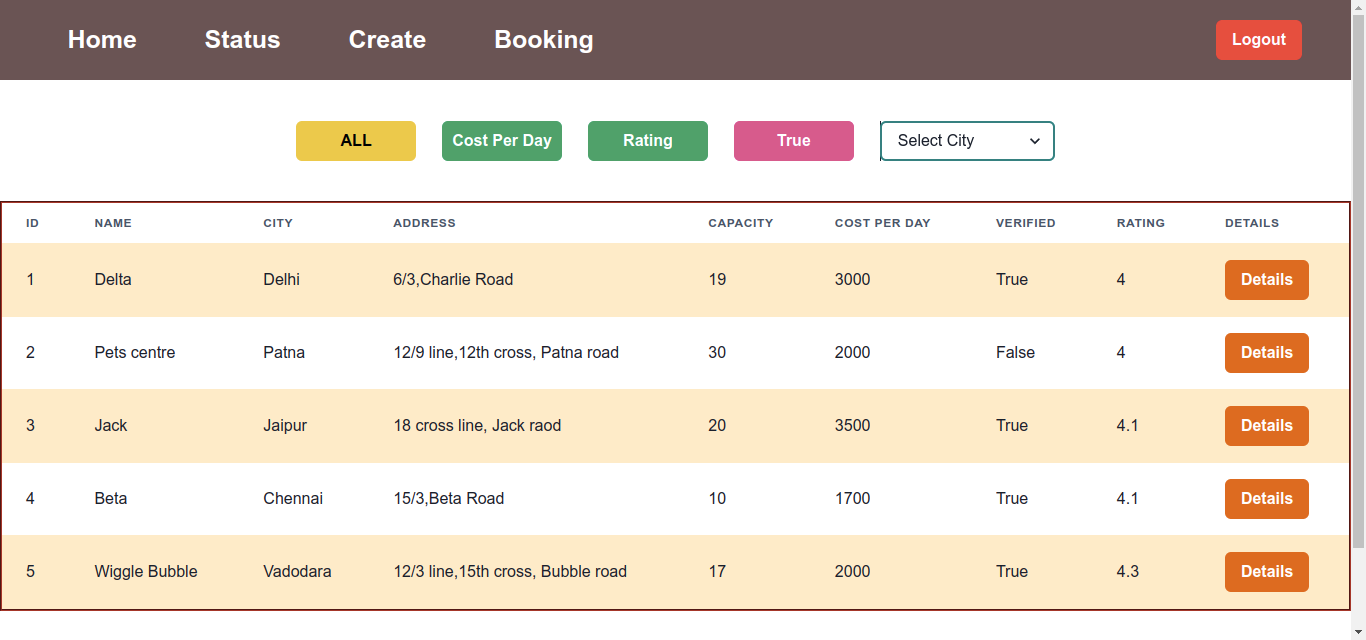 Home Status Create Booking Logout
ALL Cost Per Day Rating True Select City
ID NAME CITY ADDRESS CAPACITY COST PER DAY VERIFIED RATING DETAILS
1 Delta Delhi 6/3,Charlie Road 19 3000 True 4 Details
2 Pets centre Patna 12/9 line,12th cross, Patna road 30 2000 False 4 Details
3 Jack Jaipur 18 cross line, Jack raod 20 3500 True 4.1 Details
4 Beta Chennai 15/3,Beta Road 10 1700 True 4.1 Details
5 Wiggle Bubble Vadodara 12/3 line,15th cross, Bubble road 17 2000 True 4.3 Details